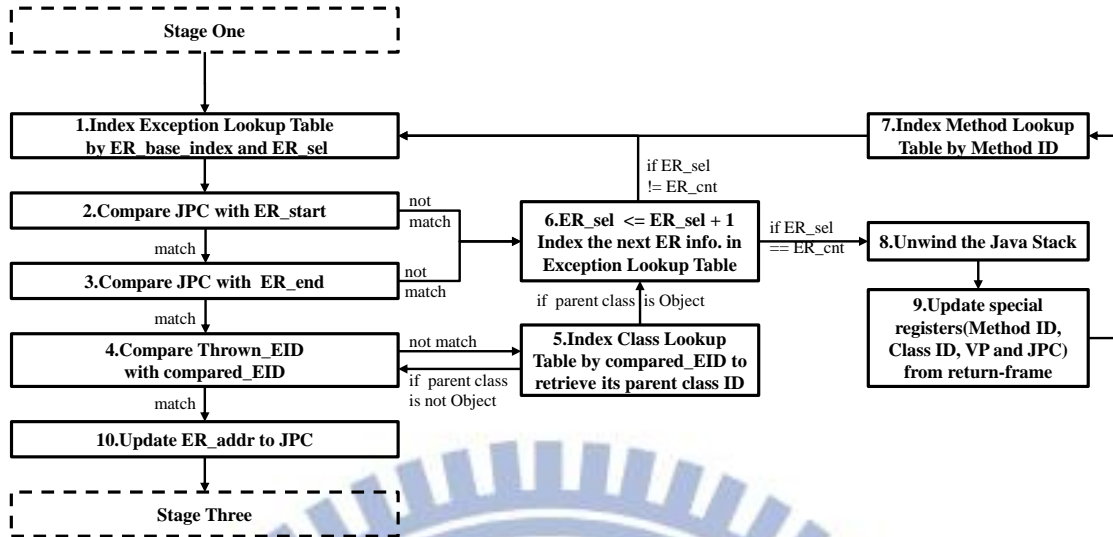 Stage One
1.Index Exception Lookup Table
by ER_base_index and ER_sel
7.Index Method Lookup
Table by Method ID
if ER_sel
!= ER_cnt
2.Compare JPC with ER_start
not
match
match
6.ER_sel <= ER_sel + 1
Index the next ER info. in
Exception Lookup Table
if ER_sel
== ER_cnt
8.Unwind the Java Stack
3.Compare JPC with ER_end
not
match
match
if parent class is Object
9.Update special
registers(Method ID,
Class ID, VP and JPC)
from return-frame
4.Compare Thrown_EID
with compared_EID
not match
if parent class
is not Object
5.Index Class Lookup
Table by compared_EID to
retrieve its parent class ID
match
10.Update ER_addr to JPC
Stage Three